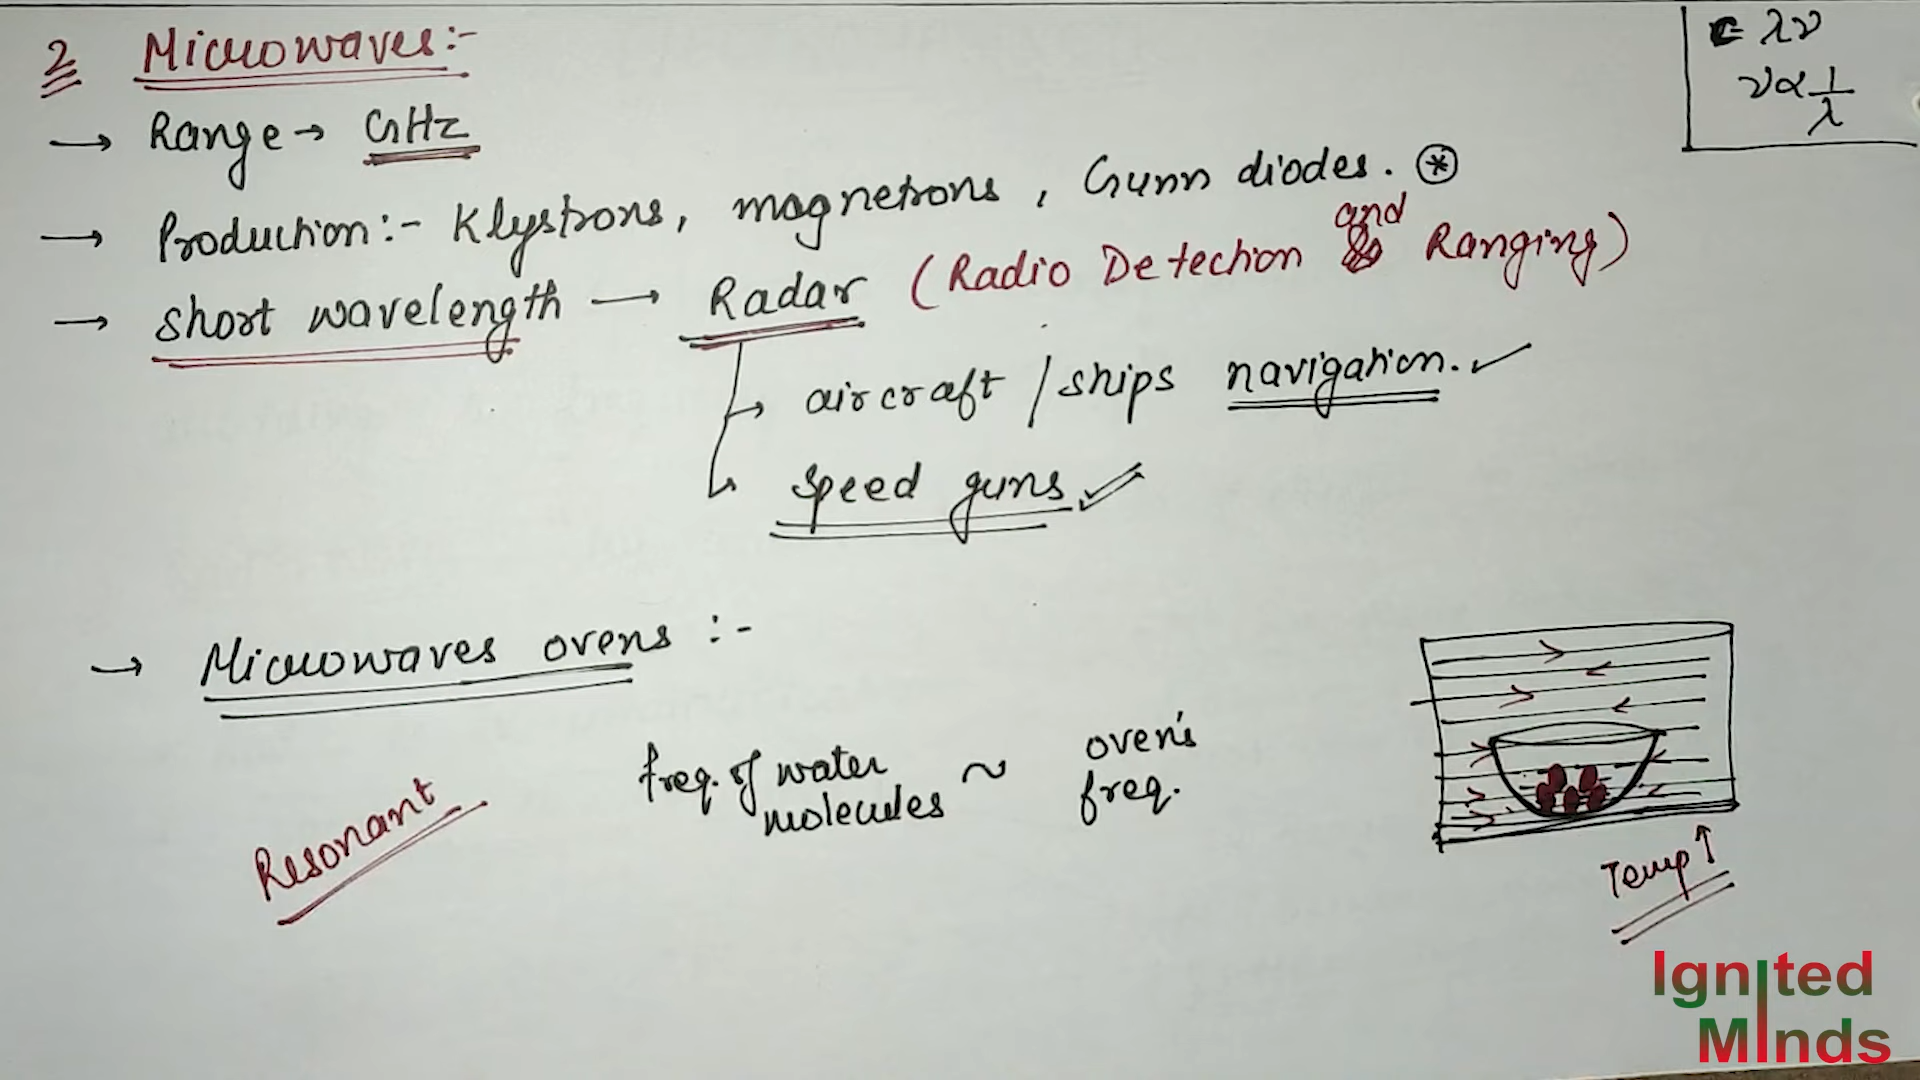 2 Microwaves:-
c= λν
ν∝ 1/λ
→ Range → GHz
→ Production:- Klystrons, magnetrons, Gunn diodes. *
→ short wavelength → Radar (Radio Detection and Ranging)
→ aircraft / ships navigation. ✓
→ speed guns ✓
→ Microwaves ovens :-
freq. of water molecules ~ oven's freq.
Resonant
Temp ↑
Ignited
Minds